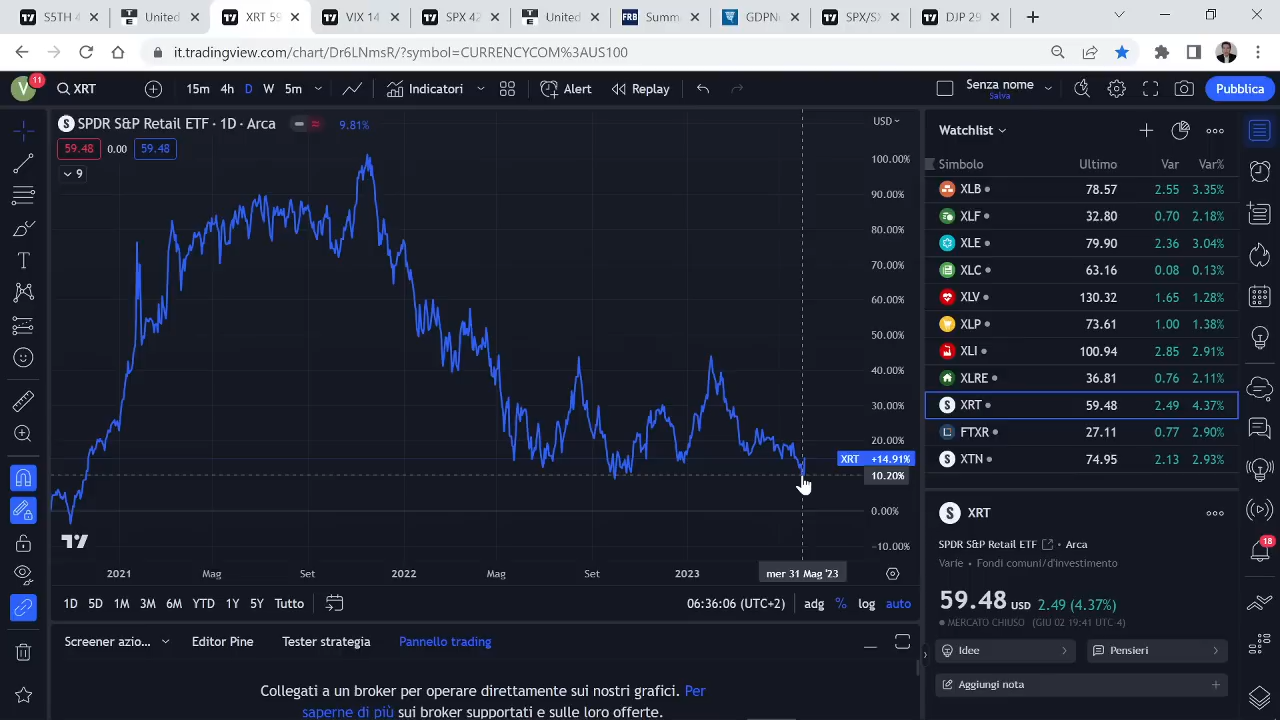 S5TH 4
United
XRT 59
VIX 14
SPX 42
United
Summ
GDPN
SPX/S
DJP 29
it.tradingview.com/chart/Dr6LNmsR/?symbol=CURRENCYCOM%3AUS100
V 11 XRT 15m 4h D W 5m Indicatori Alert Replay Senza nome Salva Pubblica
SPDR S&P Retail ETF · 1D · Arca 9.81% USD
59.48 0.00 59.48
9
100.00%
90.00%
80.00%
70.00%
60.00%
50.00%
40.00%
30.00%
20.00%
XRT +14.91%
10.20%
0.00%
−10.00%
2021 Mag Set 2022 Mag Set 2023 mer 31 Mag '23
1D 5D 1M 3M 6M YTD 1Y 5Y Tutto 06:36:06 (UTC+2) adg % log auto
Screener azio... Editor Pine Tester strategia Pannello trading
Collegati a un broker per operare direttamente sui nostri grafici. Per
saperne di più sui broker supportati e sulle loro offerte.
Watchlist
Simbolo Ultimo Var Var%
XLB 78.57 2.55 3.35%
XLF 32.80 0.70 2.18%
XLE 79.90 2.36 3.04%
XLC 63.16 0.08 0.13%
XLV 130.32 1.65 1.28%
XLP 73.61 1.00 1.38%
XLI 100.94 2.85 2.91%
XLRE 36.81 0.76 2.11%
S XRT 59.48 2.49 4.37%
FTXR 27.11 0.77 2.90%
S XTN 74.95 2.13 2.93%
S XRT
SPDR S&P Retail ETF · Arca
Varie · Fondi comuni/d'investimento
59.48 USD 2.49 (4.37%)
MERCATO CHIUSO (GIU 02 19:41 UTC-4)
Idee Pensieri
Aggiungi nota
18